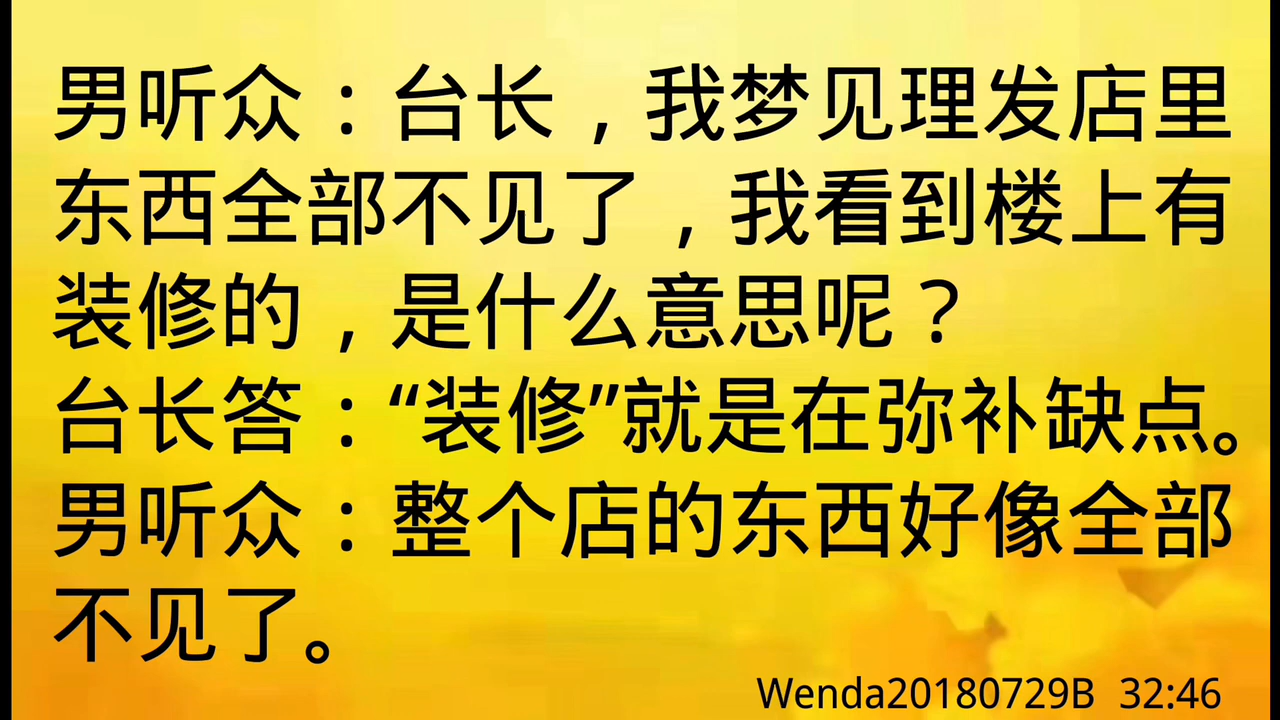 男听众：台长，我梦见理发店里
东西全部不见了，我看到楼上有
装修的，是什么意思呢？
台长答：“装修”就是在弥补缺点。
男听众：整个店的东西好像全部
不见了。
Wenda20180729B 32:46